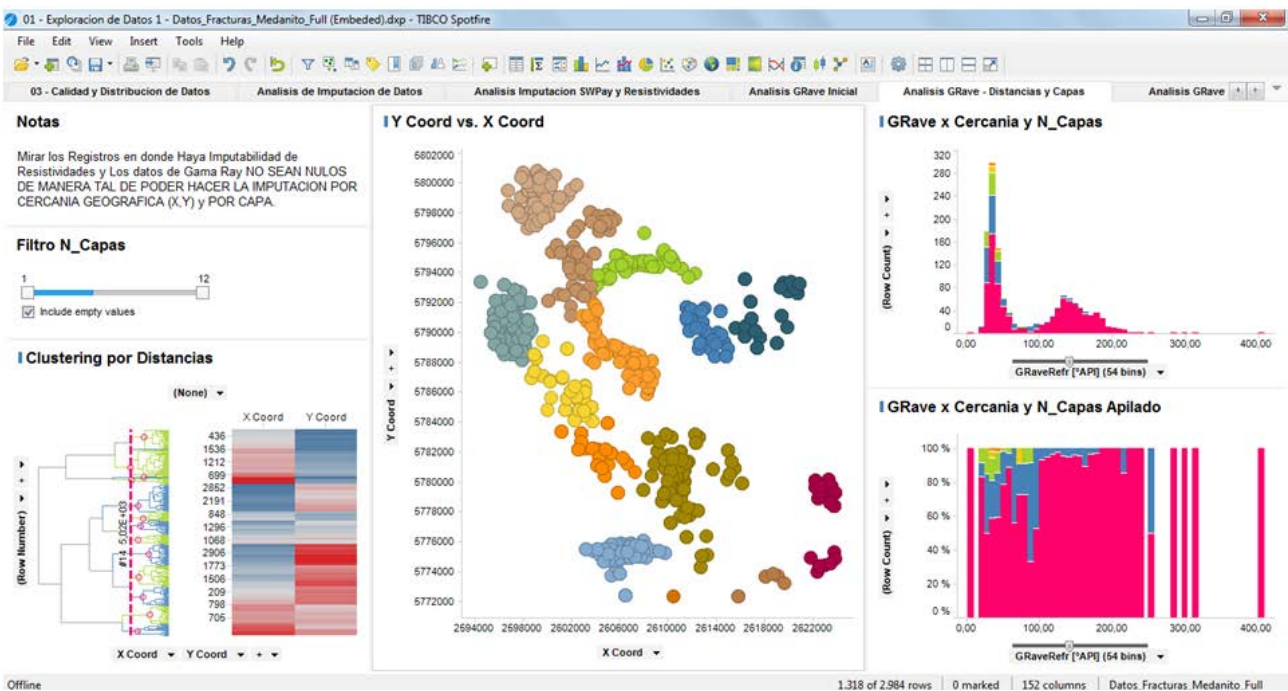 01 - Exploracion de Datos 1 - Datos_Fracturas_Medanito_Full (Embeded).dxp - TIBCO Spotfire
File Edit View Insert Tools Help
03 - Calidad y Distribucion de Datos
Analisis de Imputacion de Datos
Analisis Imputacion SWPay y Resistividades
Analisis GRave Inicial
Analisis GRave - Distancias y Capas
Analisis GRave
Notas
Mirar los Registros en donde Haya Imputabilidad de
Resistividades y Los datos de Gama Ray NO SEAN NULOS
DE MANERA TAL DE PODER HACER LA IMPUTACION POR
CERCANIA GEOGRAFICA (X,Y) y POR CAPA.
Filtro N_Capas
1 12
Include empty values
Clustering por Distancias
(None)
X Coord Y Coord
436
1536
1212
699
2862
2191
848
1296
1068
2906
1773
1506
209
798
705
(Row Number)
#14 5,02E+03
X Coord Y Coord +
Y Coord vs. X Coord
5802000
5800000
5798000
5796000
5794000
5792000
5790000
5788000
5786000
5784000
5782000
5780000
5778000
5776000
5774000
5772000
Y Coord
2594000 2598000 2602000 2606000 2610000 2614000 2618000 2622000
X Coord
GRave x Cercania y N_Capas
320
280
240
200
160
120
80
40
0
(Row Count)
0,00 100,00 200,00 300,00 400,00
GRaveRefr [°API] (54 bins)
GRave x Cercania y N_Capas Apilado
100 %
80 %
60 %
40 %
20 %
0 %
(Row Count)
0,00 100,00 200,00 300,00 400,00
GRaveRefr [°API] (54 bins)
Offline
1.318 of 2.984 rows
0 marked
152 columns
Datos_Fracturas_Medanito_Full